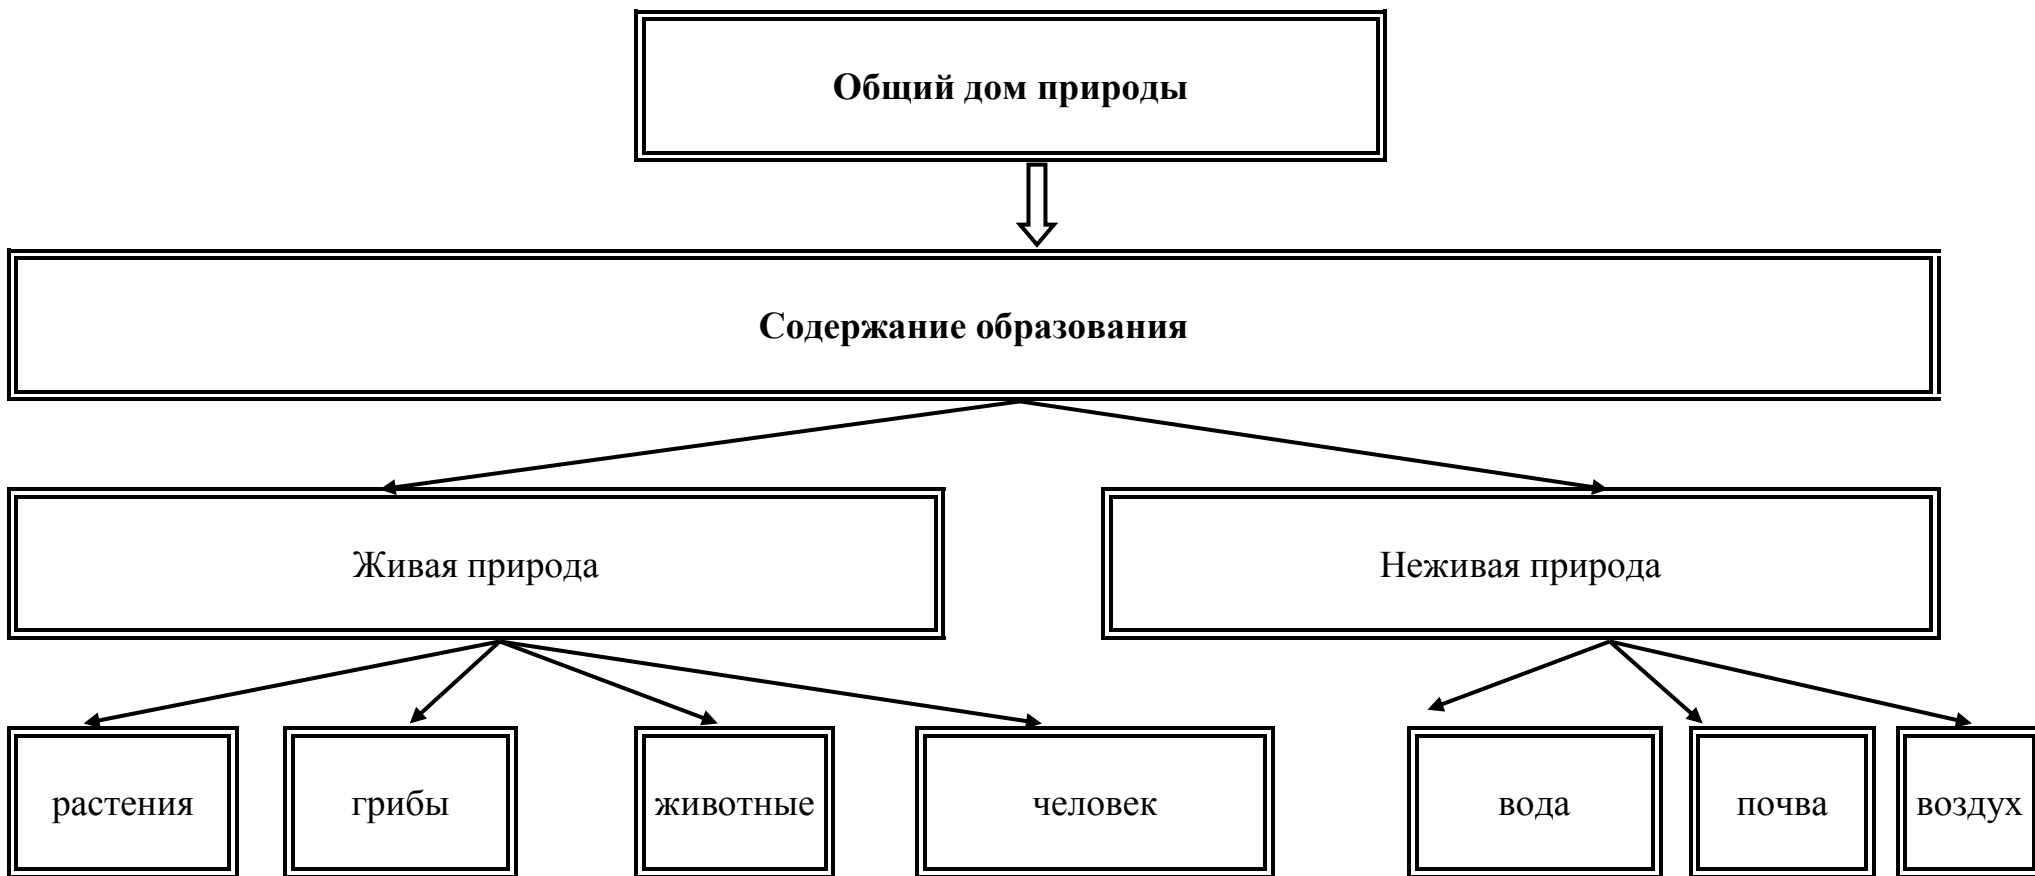 Общий дом природы
Содержание образования
Живая природа
Неживая природа
растения
грибы
животные
человек
вода
почва
воздух